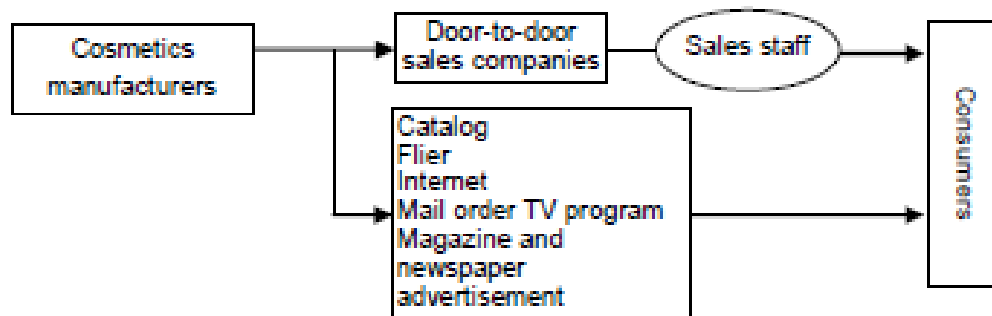 Cosmetics
manufacturers
Door-to-door
sales companies
Sales staff
Consumers
Catalog
Flier
Internet
Mail order TV program
Magazine and
newspaper
advertisement